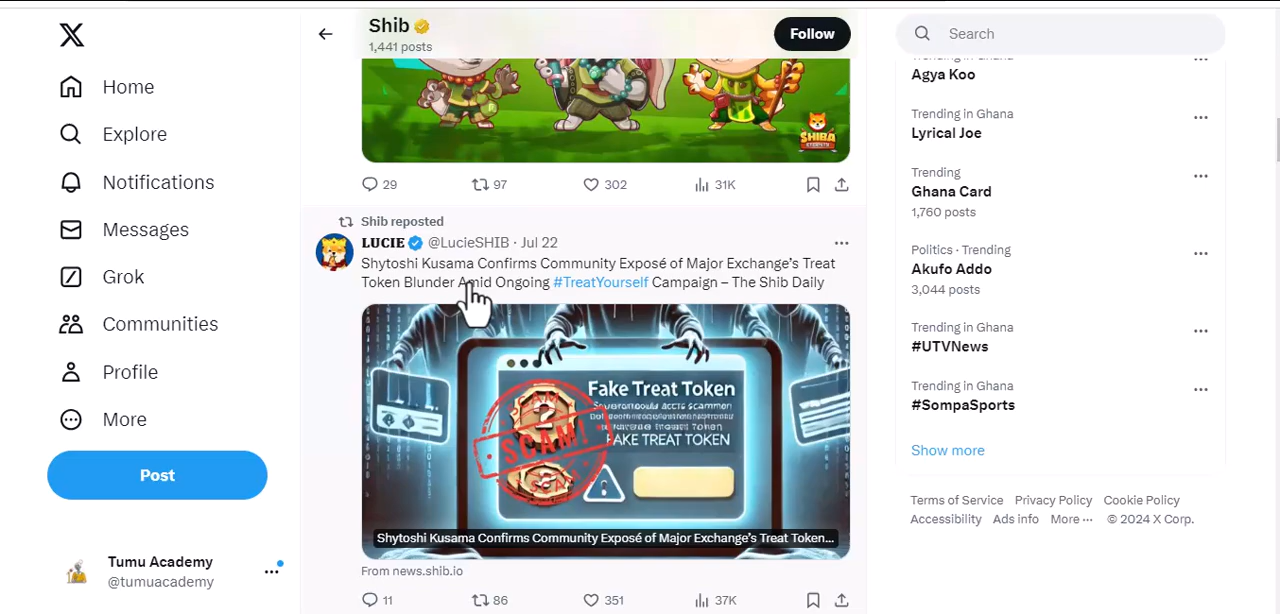 Home
Explore
Notifications
Messages
Grok
Communities
Profile
More
Post
Tumu Academy
@tumuacademy
Shib
1,441 posts
Follow
SHIBA
ETERNITY
29 97 302 31K
Shib reposted
LUCIE @LucieSHIB · Jul 22
Shytoshi Kusama Confirms Community Exposé of Major Exchange's Treat
Token Blunder Amid Ongoing #TreatYourself Campaign – The Shib Daily
Fake Treat Token
FAKE TREAT TOKEN
SCAM!
Shytoshi Kusama Confirms Community Exposé of Major Exchange's Treat Token...
From news.shib.io
11 86 351 37K
Search
Agya Koo
Trending in Ghana
Lyrical Joe
Trending
Ghana Card
1,760 posts
Politics · Trending
Akufo Addo
3,044 posts
Trending in Ghana
#UTVNews
Trending in Ghana
#SompaSports
Show more
Terms of Service Privacy Policy Cookie Policy
Accessibility Ads info More ··· © 2024 X Corp.